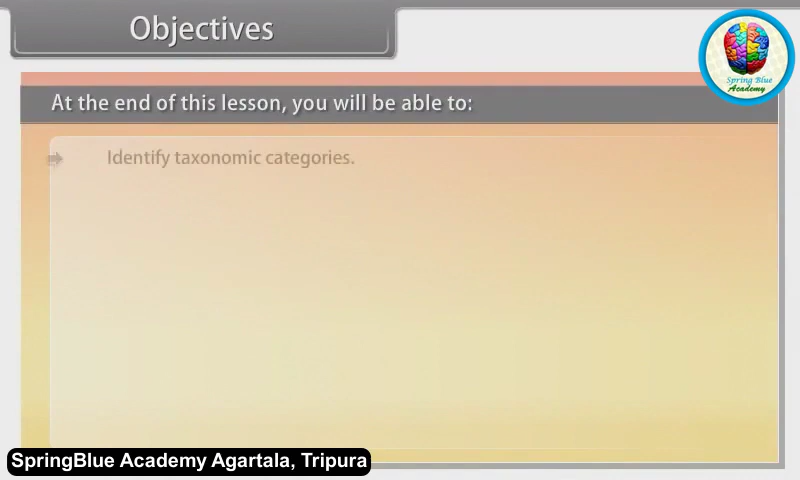 Objectives
Spring Blue
Academy
At the end of this lesson, you will be able to:
Identify taxonomic categories.
SpringBlue Academy Agartala, Tripura